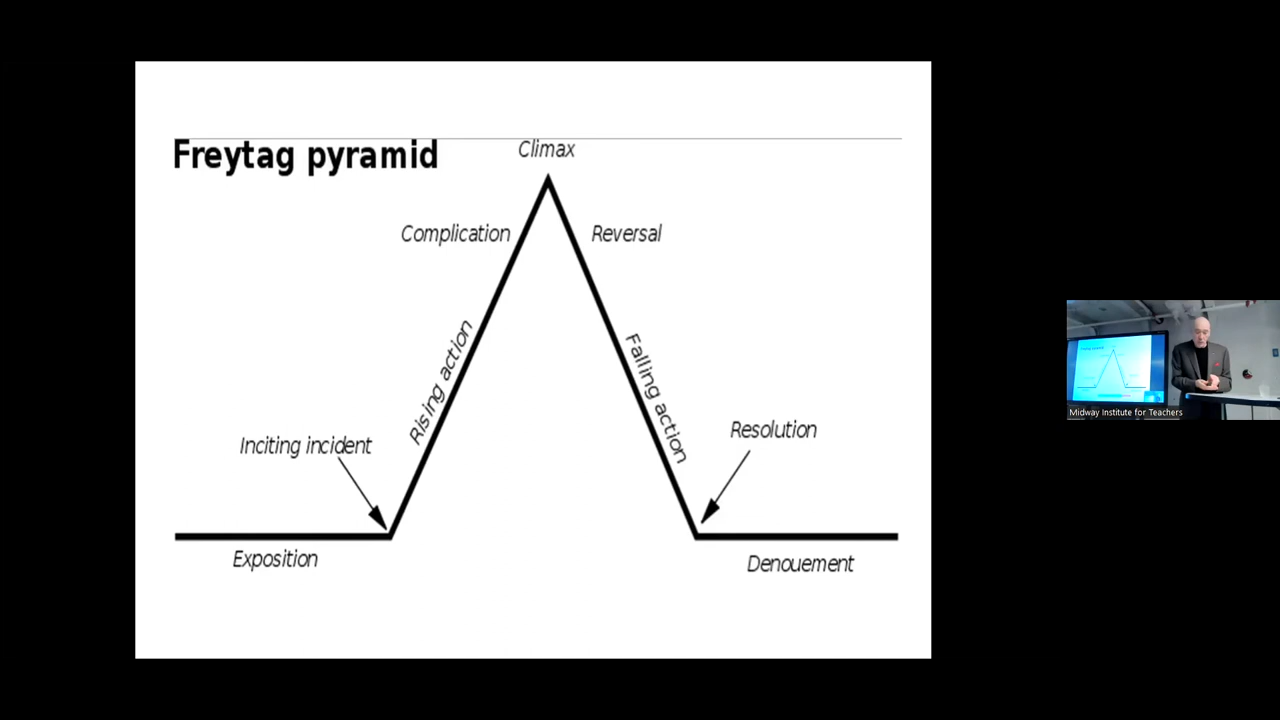 Freytag pyramid
Climax
Complication
Reversal
Rising action
Falling action
Inciting incident
Resolution
Exposition
Denouement
Midway Institute for Teachers